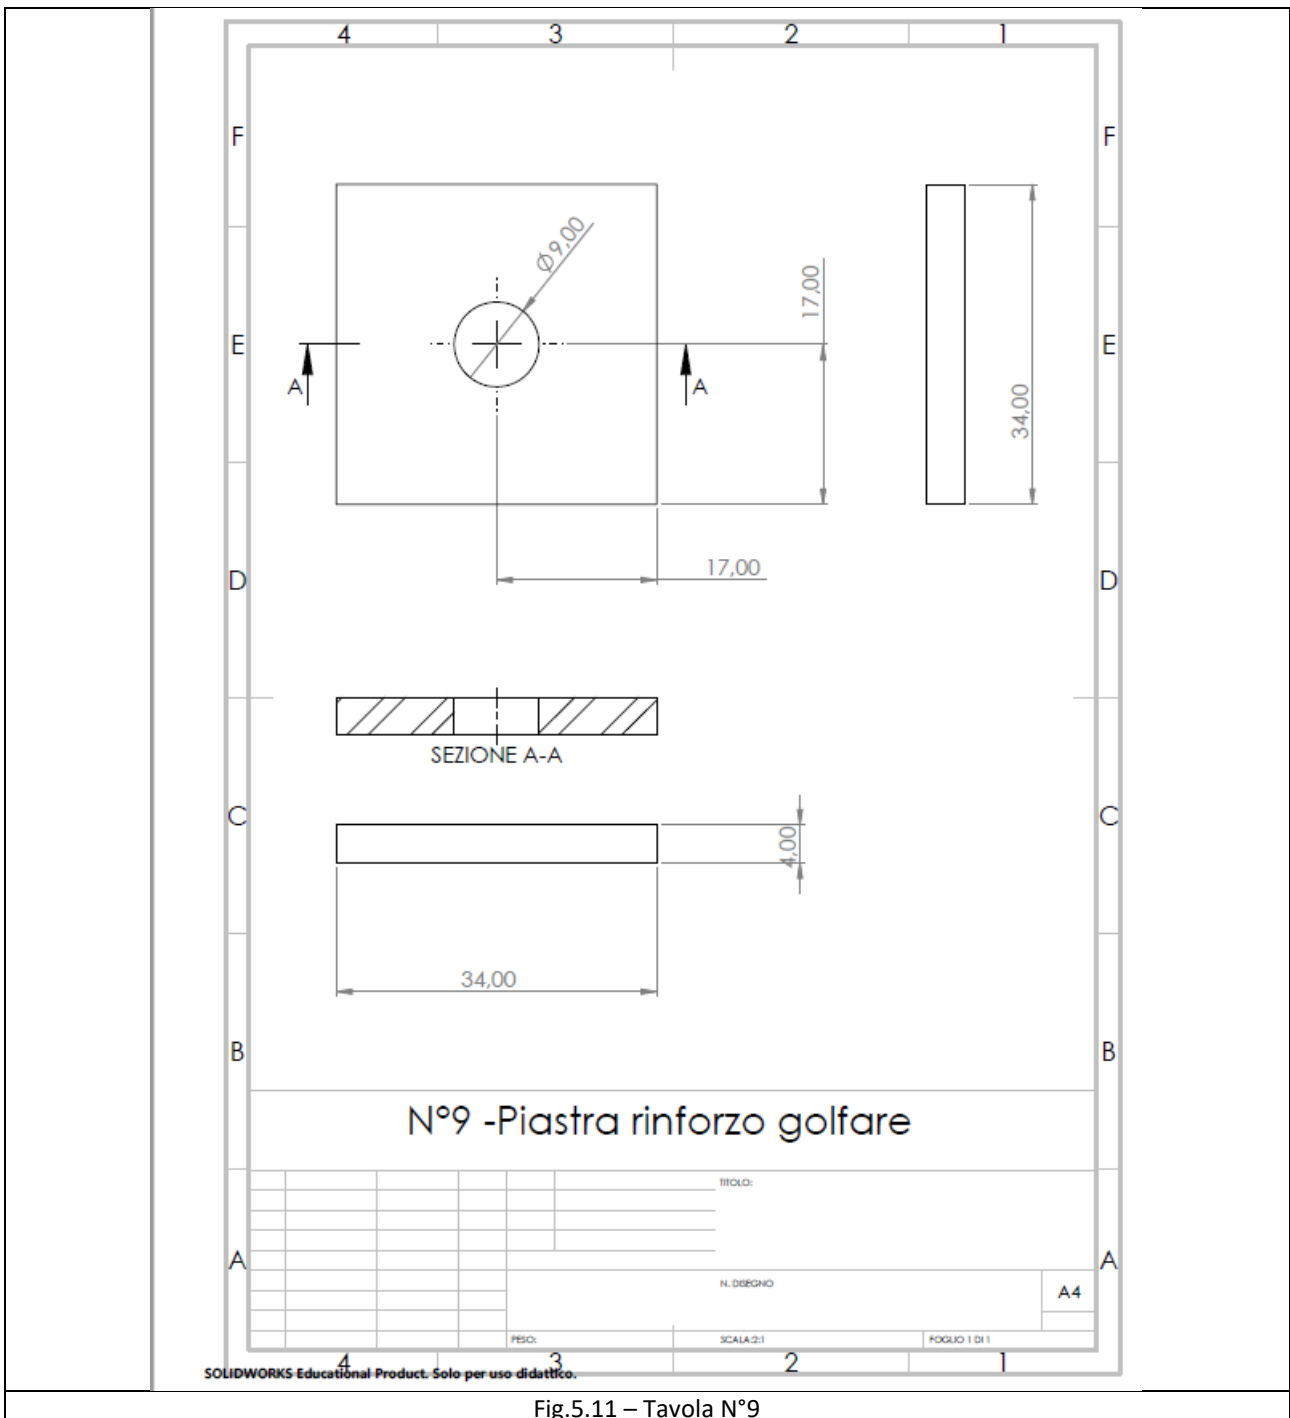 4 3 2 1
F F
Ø9,00
17,00
E E
A A
34,00
17,00
D D
SEZIONE A-A
C C
4,00
34,00
B B
N°9 -Piastra rinforzo golfare
TITOLO:
A A
N. DISEGNO
A4
PESO: SCALA:2:1 FOGLIO 1 DI 1
4 3 2 1
SOLIDWORKS Educational Product. Solo per uso didattico.
Fig.5.11 – Tavola N°9